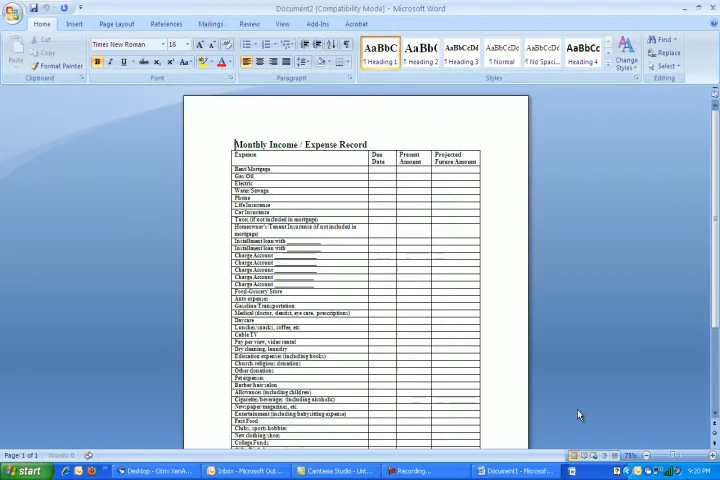 Document2 [Compatibility Mode] - Microsoft Word
Home Insert Page Layout References Mailings Review View Add-Ins Acrobat
Cut
Copy
Format Painter
Paste
Times New Roman 16
AaBbC AaBbC AaBbCcD AaBbCcDd AaBbCcDd AaBbCc
¶ Heading 1 ¶ Heading 2 ¶ Heading 3 ¶ Normal ¶ No Spaci... Heading 4
Change Styles
Find
Replace
Select
Clipboard Font Paragraph Styles Editing
Monthly Income / Expense Record
Expense Due Date Present Amount Projected Future Amount
Rent/Mortgage
Gas/Oil
Electric
Water/Sewage
Phone
Life Insurance
Car Insurance
Taxes (if not included in mortgage)
Homeowner's/Tenant Insurance (if not included in
mortgage)
Installment loan with
Installment loan with
Charge Account
Charge Account
Charge Account
Charge Account
Charge Account
Food-Grocery Store
Auto expenses
Gasoline Transportation
Medical (doctor, dentist, eye care, prescriptions)
Daycare
Lunches/snacks, coffee, etc.
Cable TV
Pay per view, video rental
Dry cleaning, laundry
Education expenses (including books)
Church/religious donations
Other donations
Pet expenses
Barber/hair salon
Allowances (including children)
Cigarettes/beverages (including alcoholic)
Newspaper/magazines, etc.
Entertainment (including babysitting expense)
Fast Food
Clubs, sports hobbies
New clothing/shoes
College Funds
Page: 1 of 1 Words: 0 75%
start Desktop - Citrix XenA... Inbox - Microsoft Out... Camtasia Studio - Unt... Recording... Document1 - Microsof... 9:20 PM